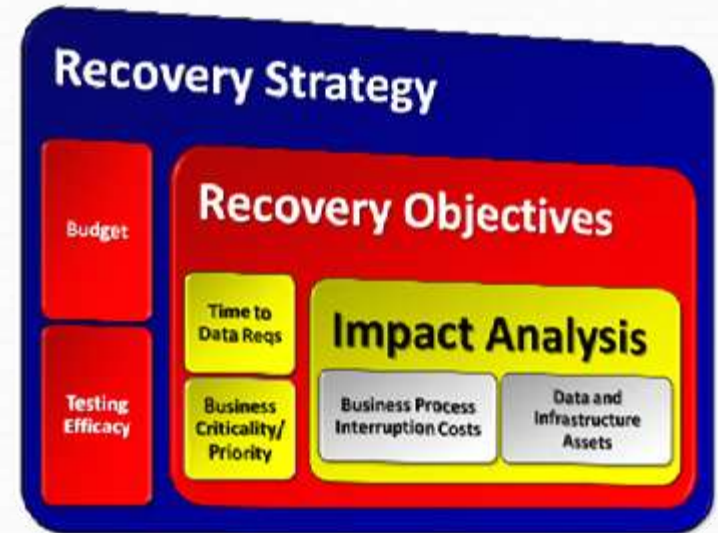 Recovery Strategy
Budget
Testing
Efficacy
Recovery Objectives
Time to
Data Reqs
Business
Criticality/
Priority
Impact Analysis
Business Process
Interruption Costs
Data and
Infrastructure
Assets